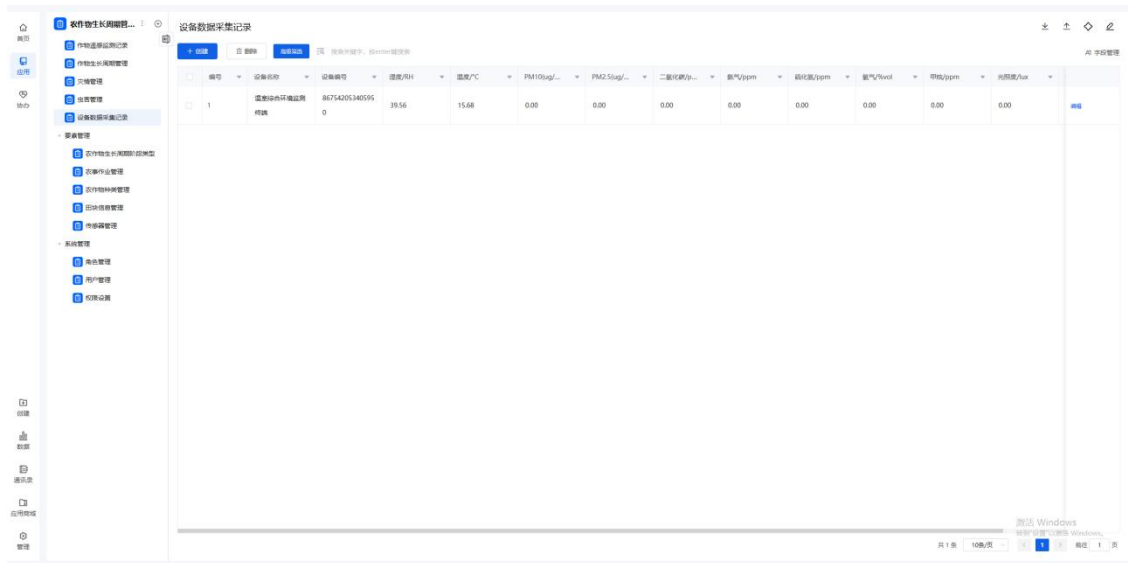 首页
应用
协办
创建
数据
通讯录
应用商城
管理
农作物生长周期管...
作物遥感监测记录
作物生长周期管理
灾情管理
虫害管理
设备数据采集记录
要素管理
农作物生长周期阶段类型
农事作业管理
农作物种类管理
田块信息管理
传感器管理
系统管理
角色管理
用户管理
权限设置
设备数据采集记录
+ 创建 删除 高级筛选 搜索关键字，按enter键搜索
字段管理
编号 设备名称 设备编号 湿度/RH 温度/℃ PM10(ug/... PM2.5(ug/... 二氧化碳/p... 氨气/ppm 硫化氢/ppm 氧气/%vol 甲烷/ppm 光照度/lux
1 温室综合环境监测终端 867542053405950 39.56 15.68 0.00 0.00 0.00 0.00 0.00 0.00 0.00 0.00 编辑
激活 Windows
转到"设置"以激活 Windows。
共 1 条 10条/页 1 前往 1 页